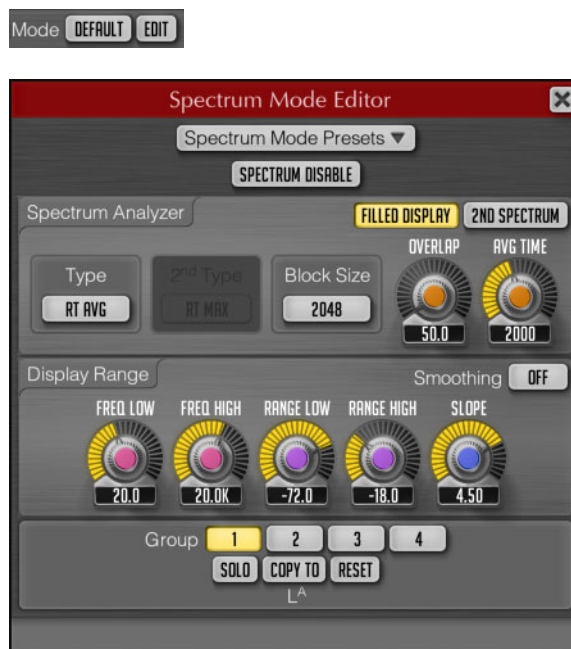 Mode DEFAULT EDIT
Spectrum Mode Editor
Spectrum Mode Presets
SPECTRUM DISABLE
Spectrum Analyzer FILLED DISPLAY 2ND SPECTRUM
OVERLAP AVG TIME
Type 2nd Type Block Size
RT AVG RT MAX 2048
50.0 2000
Display Range Smoothing OFF
FREQ LOW FREQ HIGH RANGE LOW RANGE HIGH SLOPE
20.0 20.0K -72.0 -18.0 4.50
Group 1 2 3 4
SOLO COPY TO RESET
LA